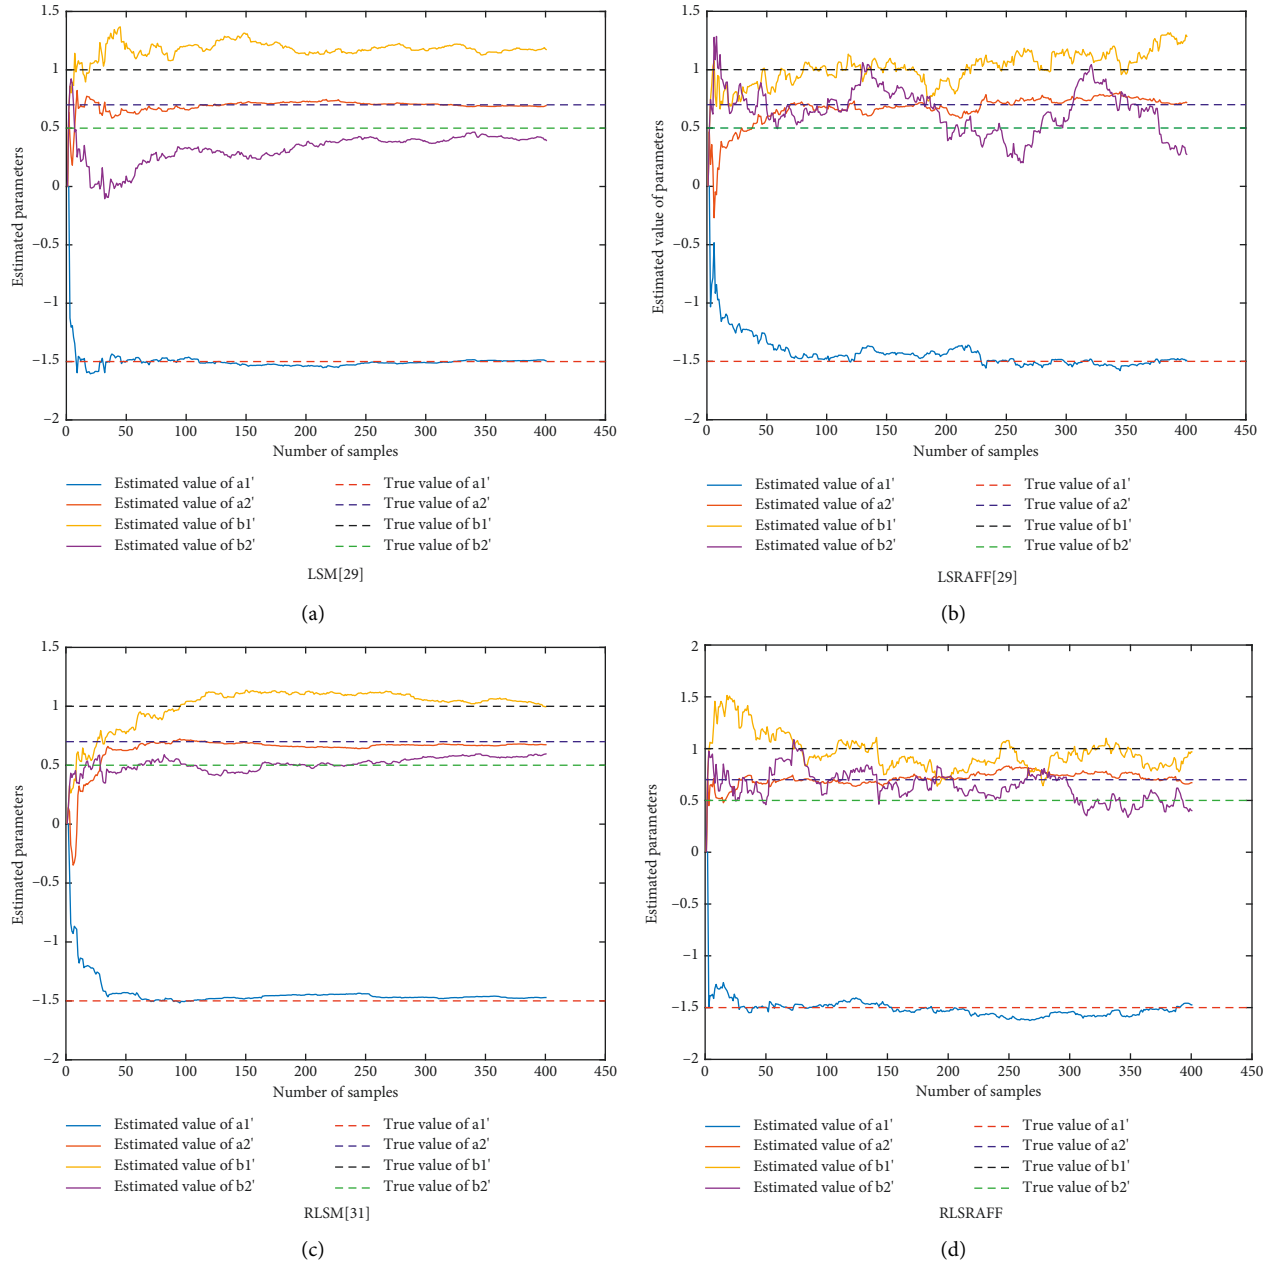 1.5
1
0.5
0
–0.5
–1
–1.5
–2
Estimated parameters
0 50 100 150 200 250 300 350 400 450
Number of samples
Estimated value of a1' True value of a1'
Estimated value of a2' True value of a2'
Estimated value of b1' True value of b1'
Estimated value of b2' True value of b2'
LSM[29]
(a)
1.5
1
0.5
0
–0.5
–1
–1.5
–2
Estimated value of parameters
0 50 100 150 200 250 300 350 400 450
Number of samples
Estimated value of a1' True value of a1'
Estimated value of a2' True value of a2'
Estimated value of b1' True value of b1'
Estimated value of b2' True value of b2'
LSRAFF[29]
(b)
1.5
1
0.5
0
–0.5
–1
–1.5
–2
Estimated parameters
0 50 100 150 200 250 300 350 400 450
Number of samples
Estimated value of a1' True value of a1'
Estimated value of a2' True value of a2'
Estimated value of b1' True value of b1'
Estimated value of b2' True value of b2'
RLSM[31]
(c)
2
1.5
1
0.5
0
–0.5
–1
–1.5
–2
Estimated parameters
0 50 100 150 200 250 300 350 400 450
Number of samples
Estimated value of a1' True value of a1'
Estimated value of a2' True value of a2'
Estimated value of b1' True value of b1'
Estimated value of b2' True value of b2'
RLSRAFF
(d)